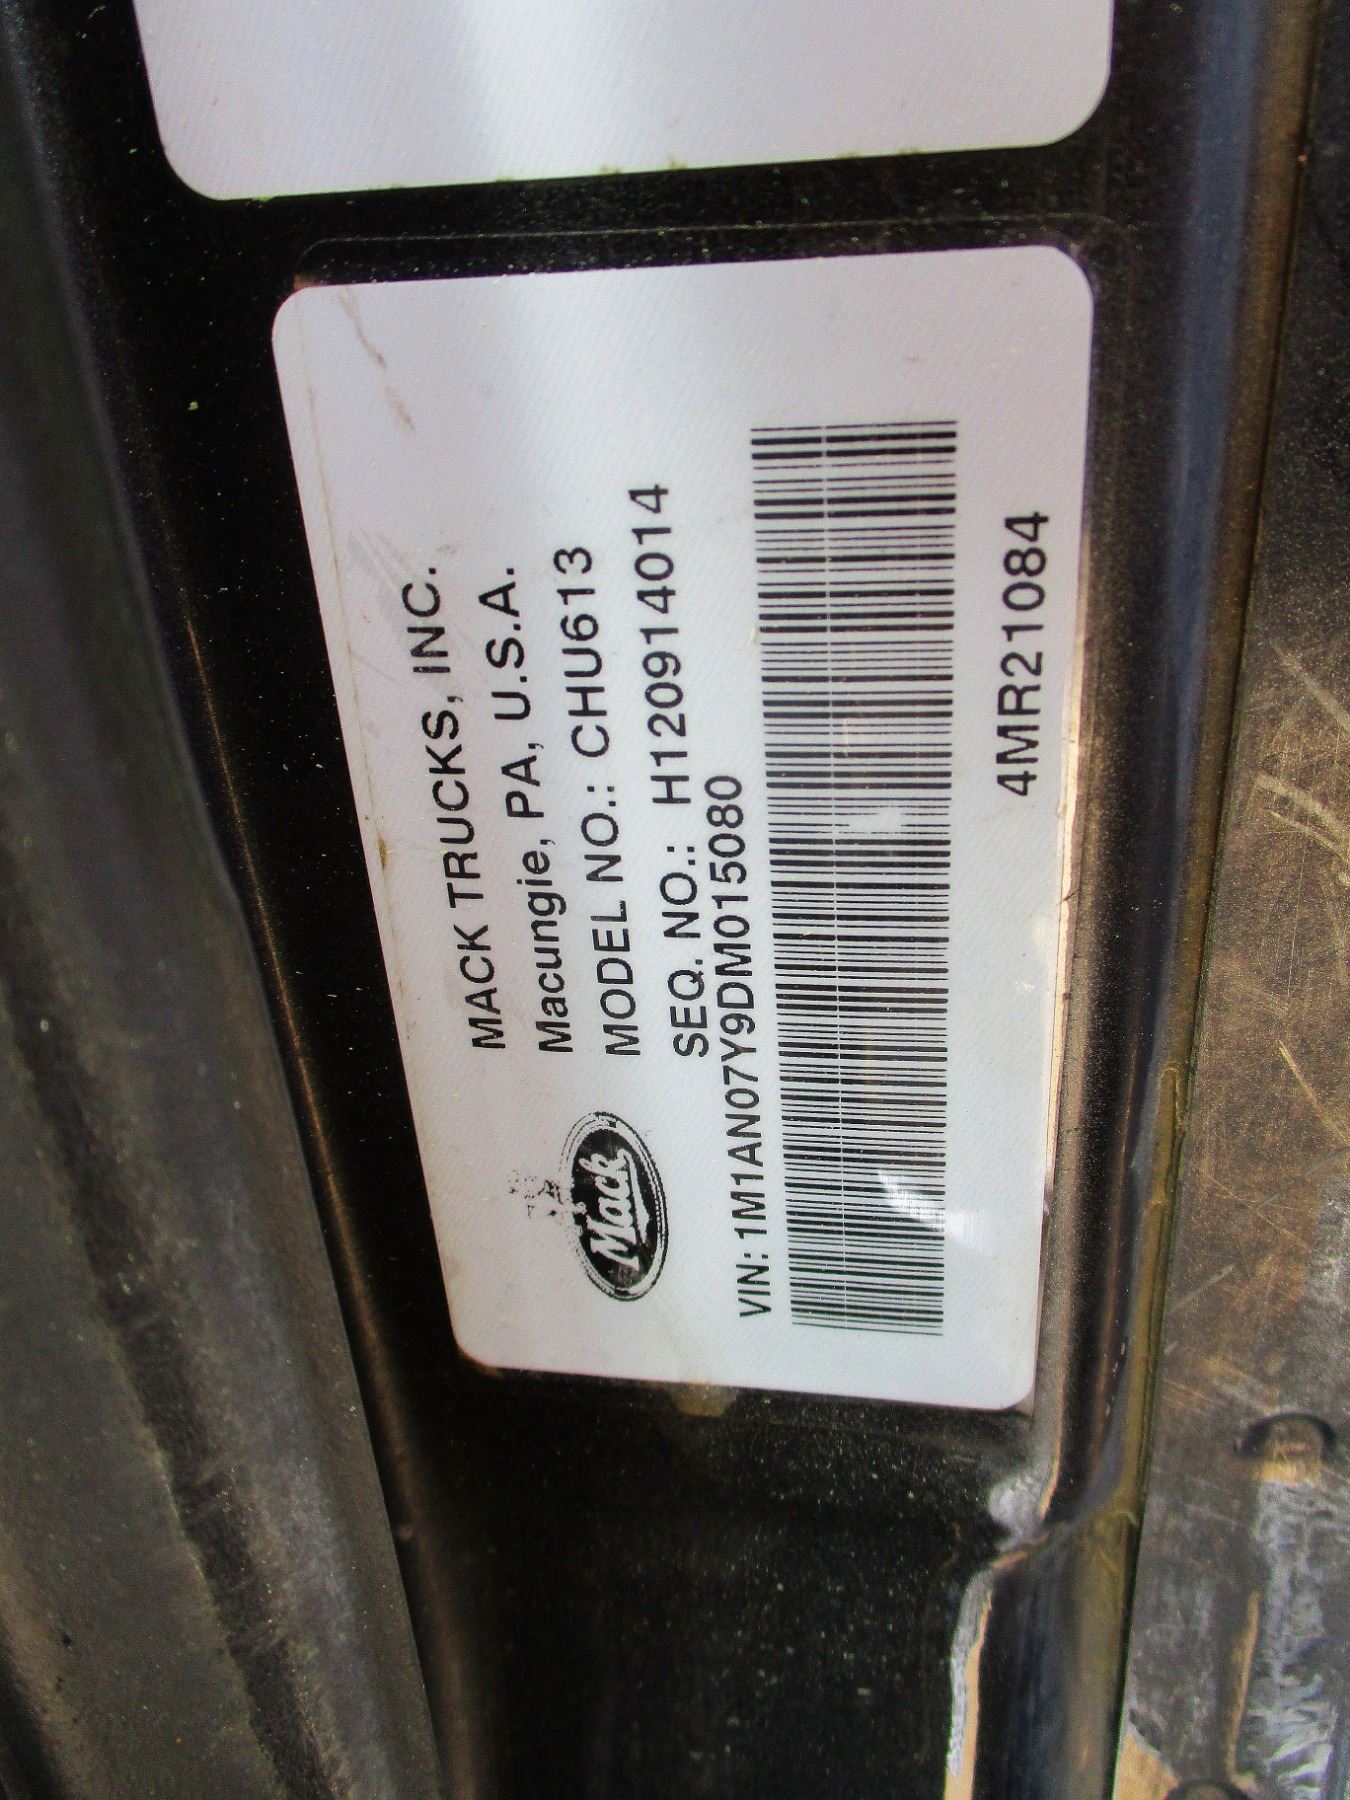 MACK TRUCKS, INC.
Macungie, PA, U.S.A.
MODEL NO.: CHU613
SEQ. NO.: H120914014
Mack
VIN: 1M1AN07Y9DM015080
4MR21084